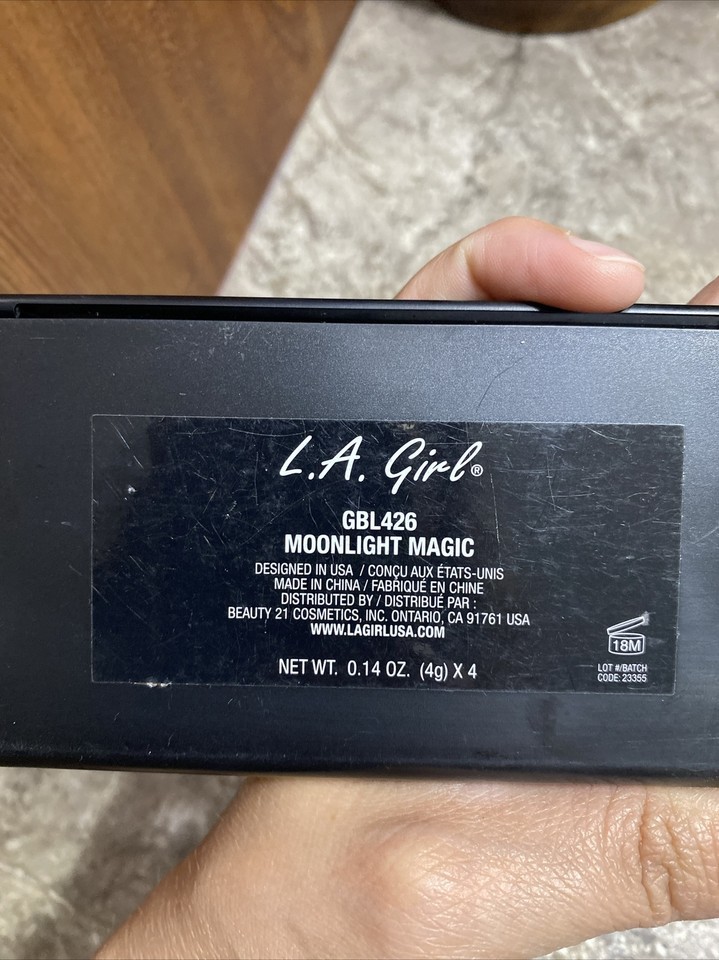 L.A. Girl®
GBL426
MOONLIGHT MAGIC
DESIGNED IN USA / CONÇU AUX ÉTATS-UNIS
MADE IN CHINA / FABRIQUÉ EN CHINE
DISTRIBUTED BY / DISTRIBUÉ PAR :
BEAUTY 21 COSMETICS, INC. ONTARIO, CA 91761 USA
WWW.LAGIRLUSA.COM
NET WT. 0.14 OZ. (4g) X 4
18M
LOT #/BATCH
CODE: 23355